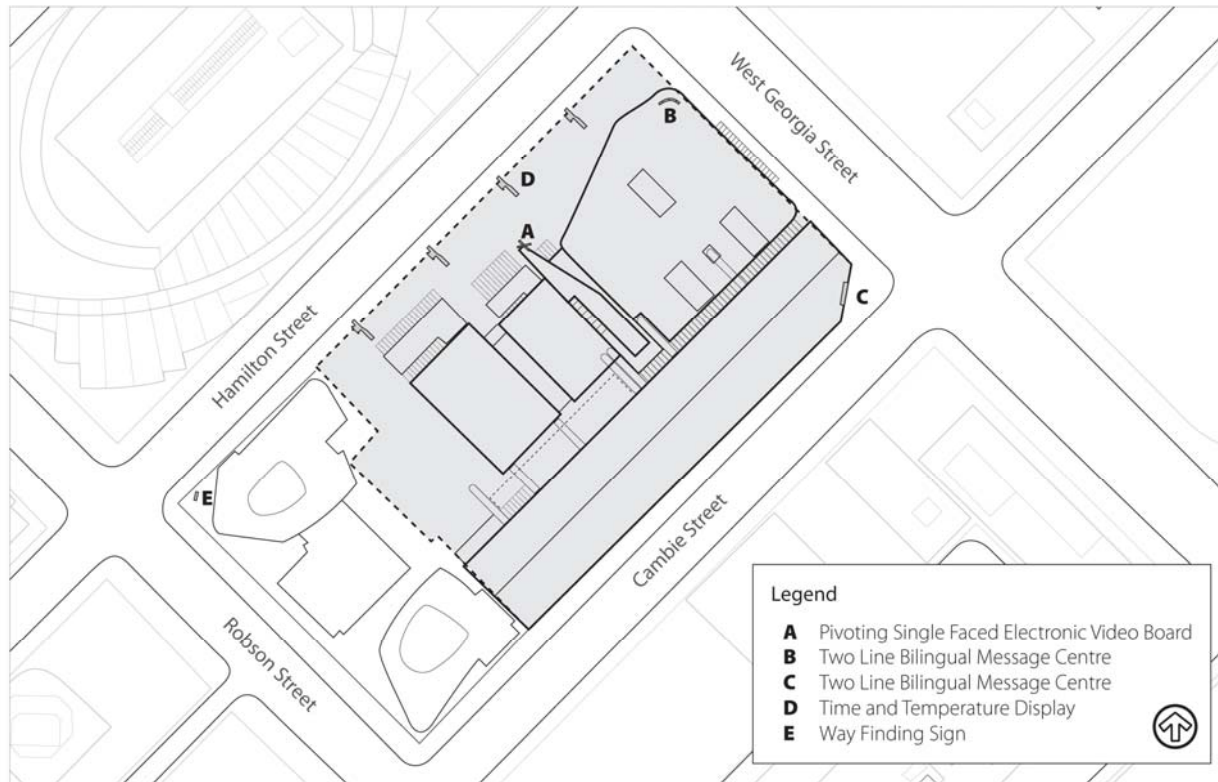 West Georgia Street
B
D
A
C
Hamilton Street
E
Cambie Street
Robson Street
Legend
A Pivoting Single Faced Electronic Video Board
B Two Line Bilingual Message Centre
C Two Line Bilingual Message Centre
D Time and Temperature Display
E Way Finding Sign